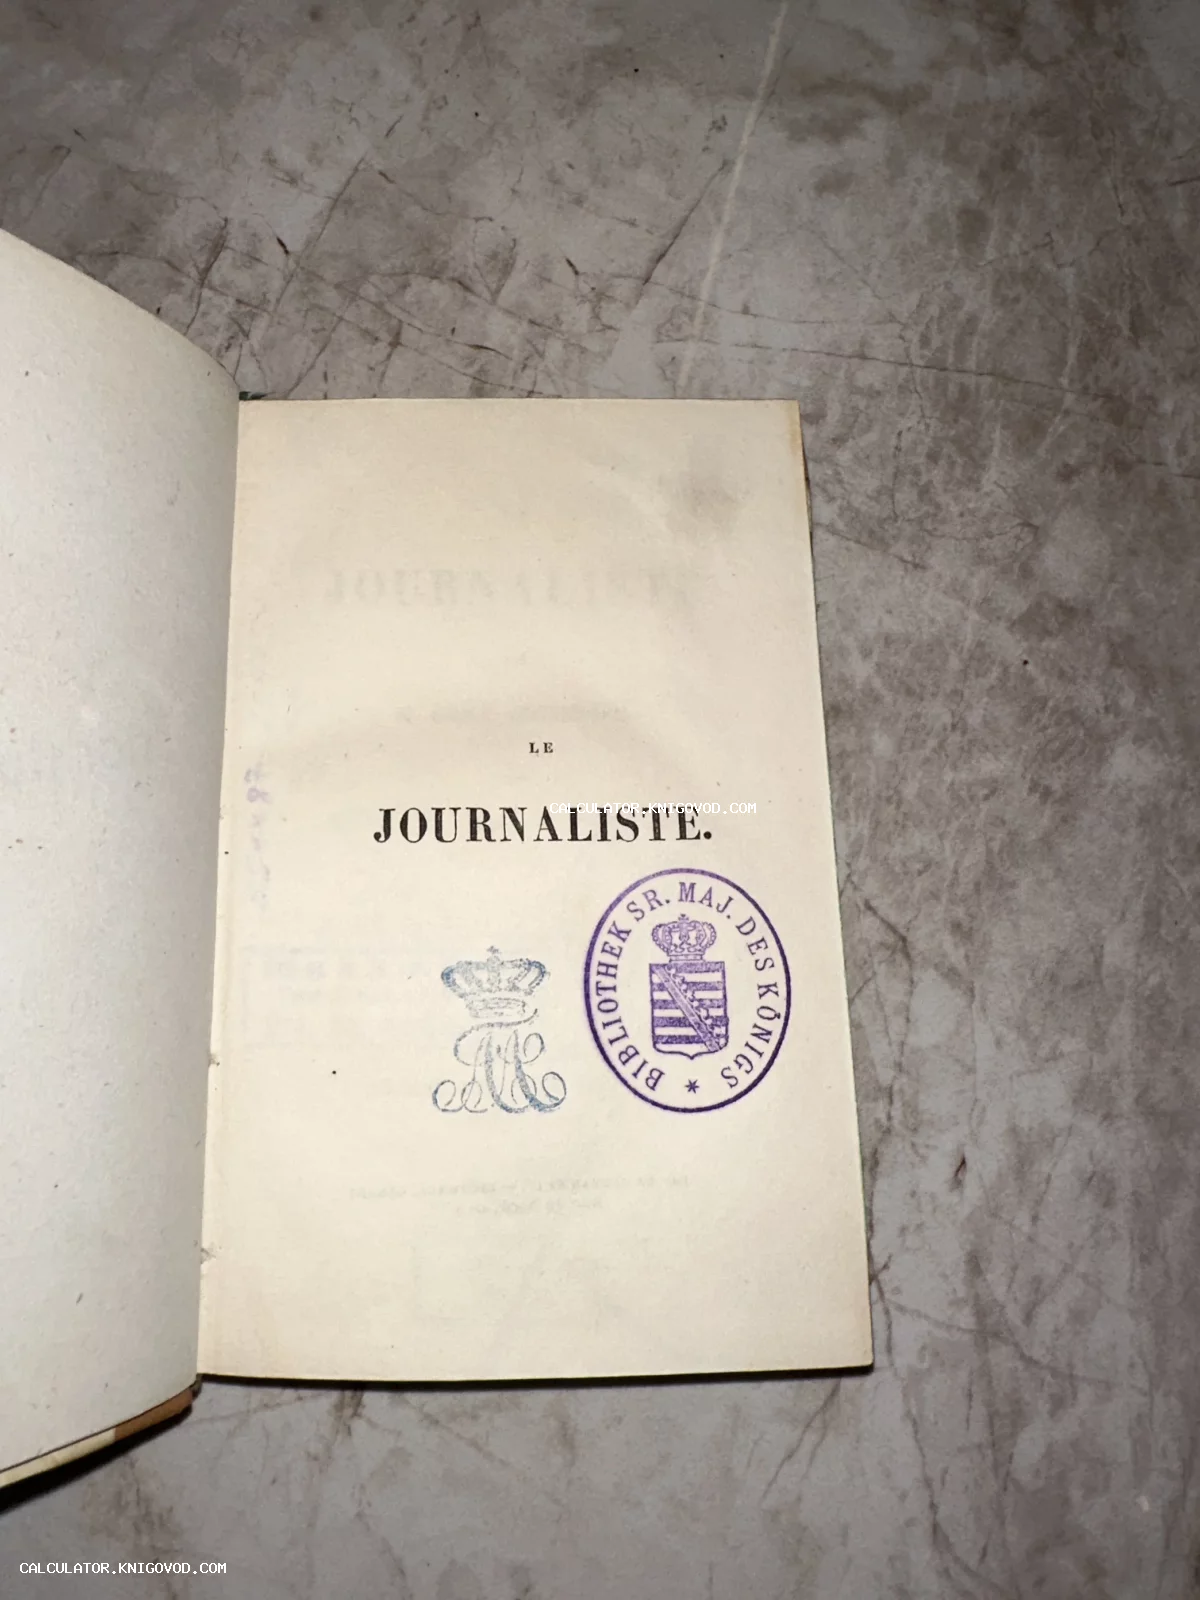 LE
JOURNALISTE.
CALCULATOR.KNIGOVOD.COM
BIBLIOTHEK SR. MAJ. DES KÖNIGS *
CALCULATOR.KNIGOVOD.COM